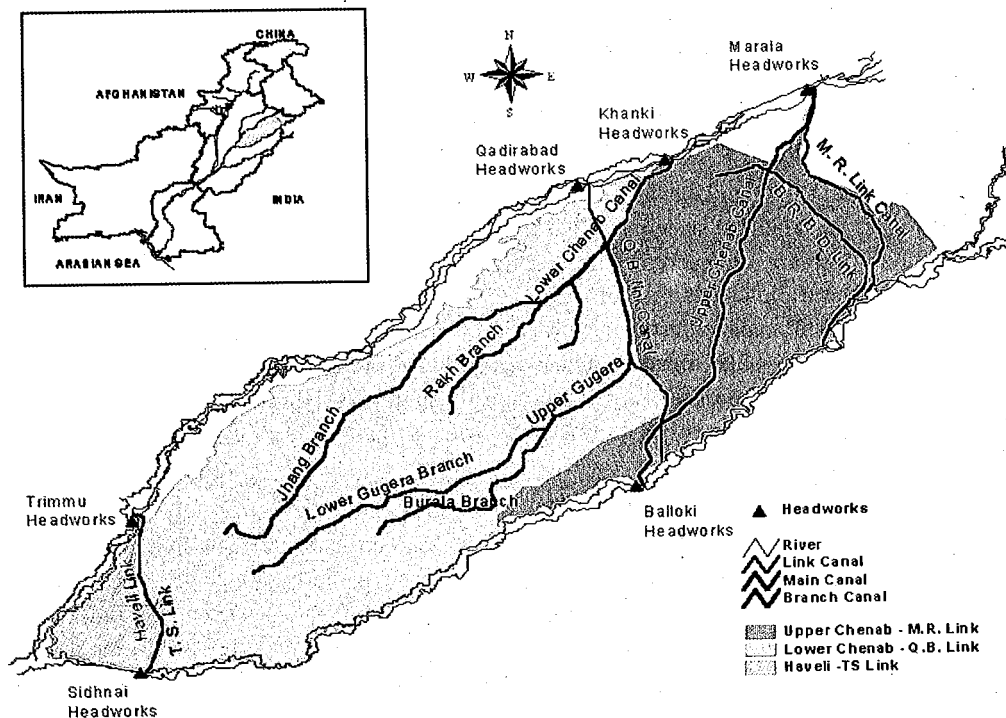 CHINA
AFGHANISTAN
IRAN
INDIA
ARABIAN SEA
N
W
E
S
Marala
Headworks
Khanki
Headworks
Qadirabad
Headworks
M. R. Link Canal
B. R. B. D. Link
Upper Chenab Canal
Lower Chenab Canal
Q.B. link Canal
Rakh Branch
Upper Gugera
Jhang Branch
Lower Gugera Branch
Burala Branch
Trimmu
Headworks
Haveli Link
T. S. Link
Sidhnai
Headworks
Balloki
Headworks
Headworks
River
Link Canal
Main Canal
Branch Canal
Upper Chenab - M.R. Link
Lower Chenab - Q.B. Link
Haveli -TS Link